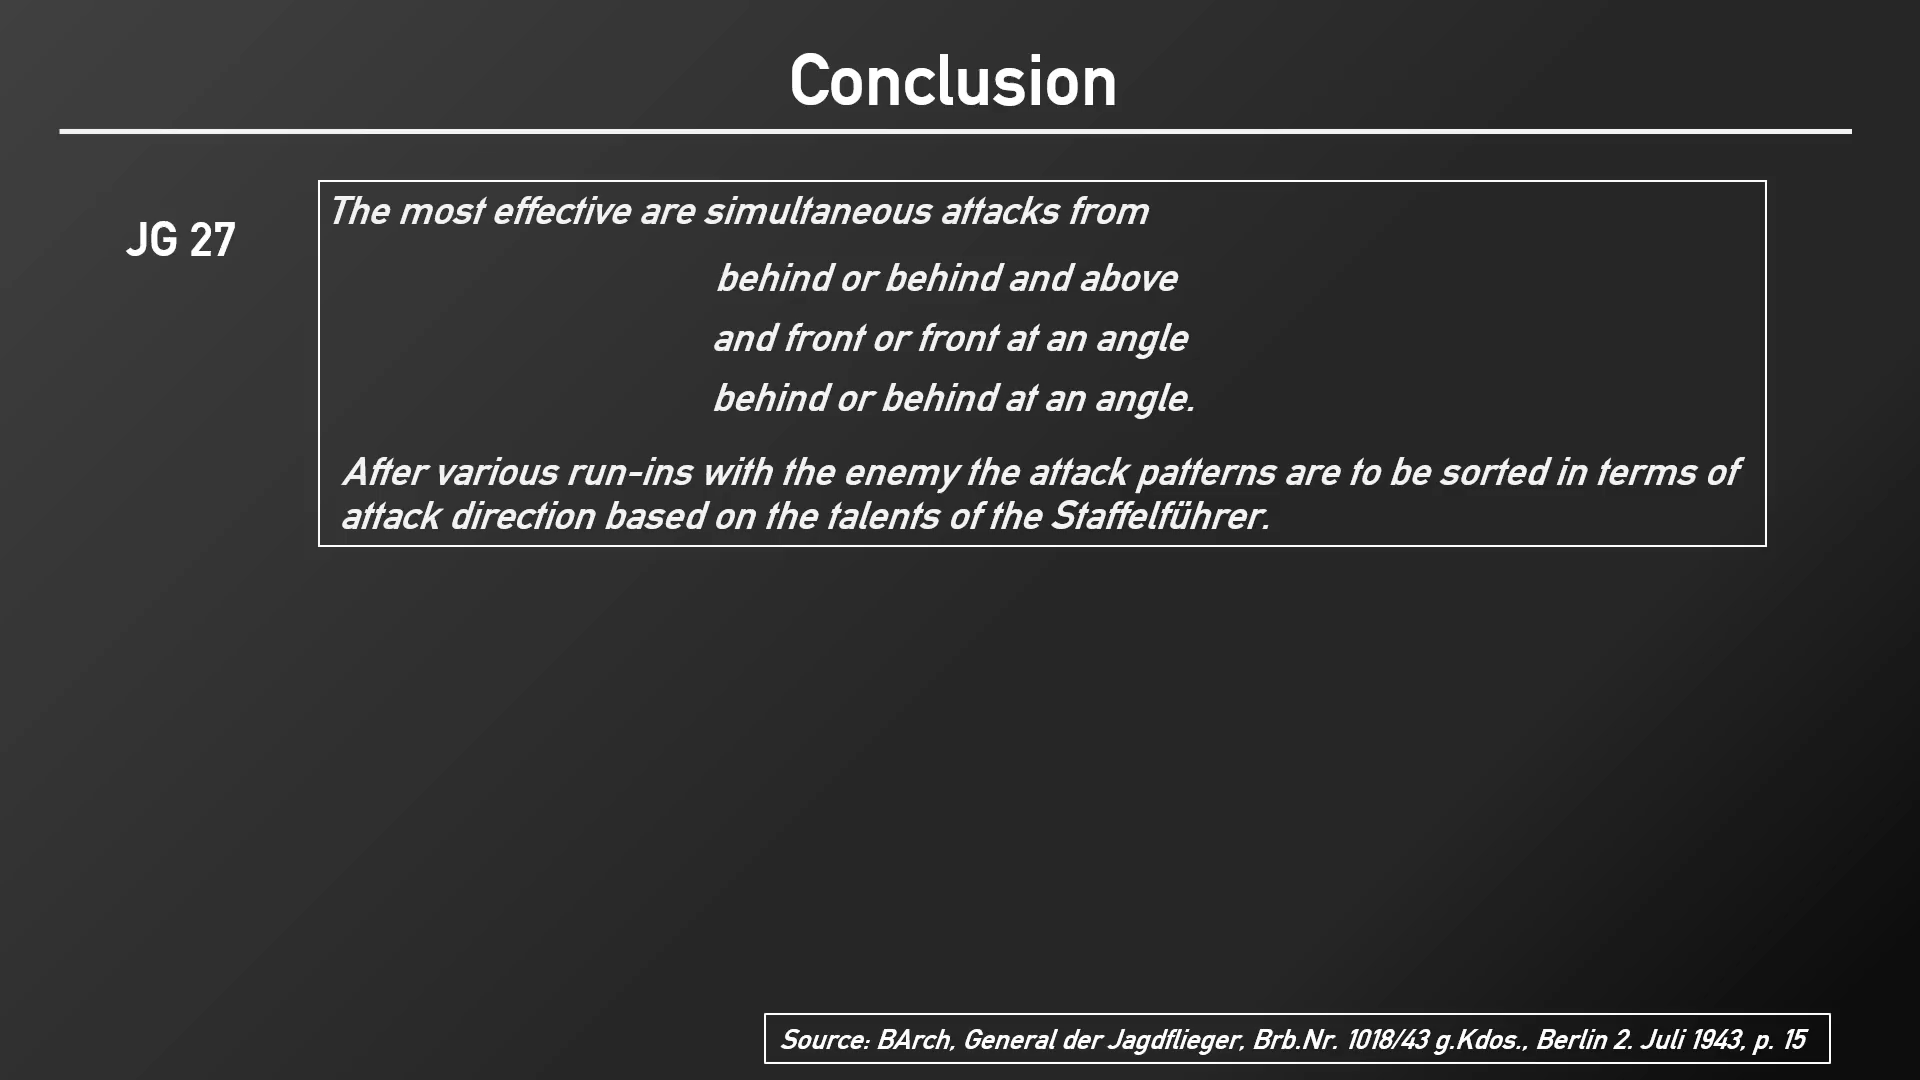 Conclusion
JG 27
The most effective are simultaneous attacks from
behind or behind and above
and front or front at an angle
behind or behind at an angle.
After various run-ins with the enemy the attack patterns are to be sorted in terms of
attack direction based on the talents of the Staffelführer.
Source: BArch, General der Jagdflieger, Brb.Nr. 1018/43 g.Kdos., Berlin 2. Juli 1943, p. 15